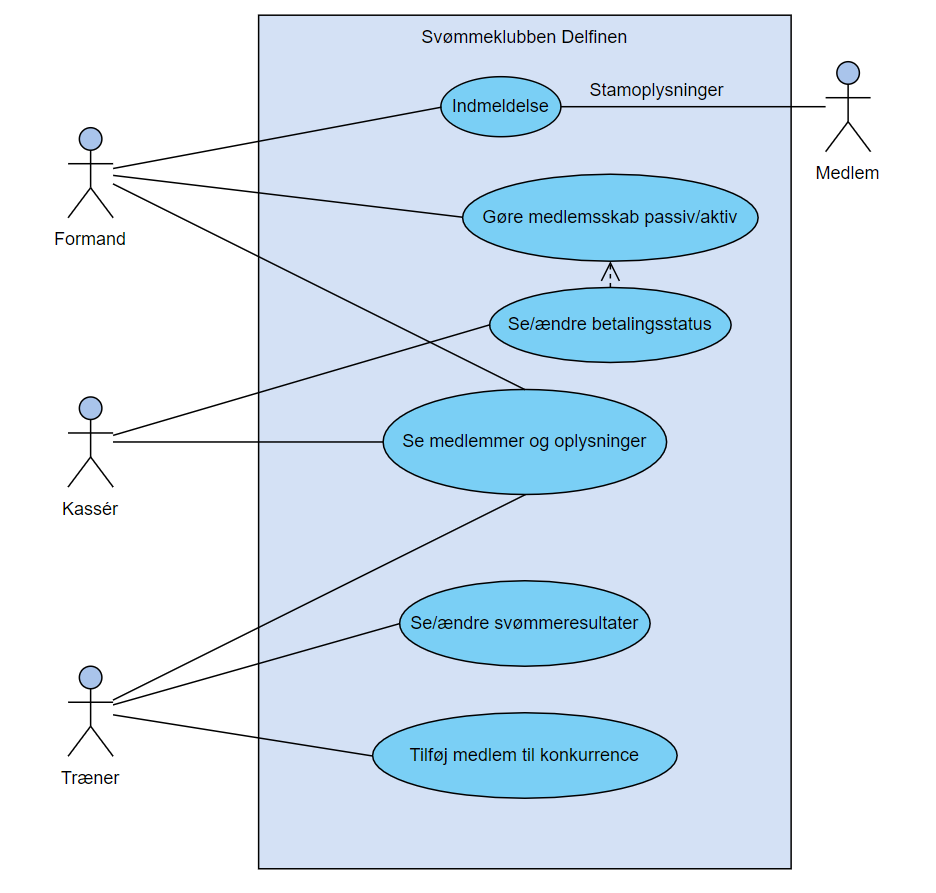 Svømmeklubben Delfinen
Indmeldelse
Stamoplysninger
Medlem
Formand
Gøre medlemsskab passiv/aktiv
Se/ændre betalingsstatus
Se medlemmer og oplysninger
Kassér
Se/ændre svømmeresultater
Tilføj medlem til konkurrence
Træner